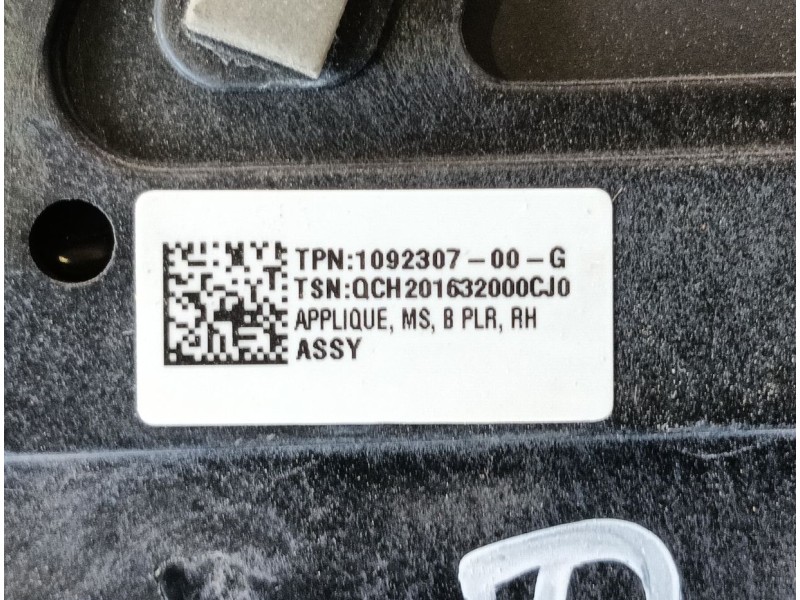 TPN:1092307-00-G
TSN:QCH201632000CJ0
APPLIQUE, MS, B PLR, RH
ASSY